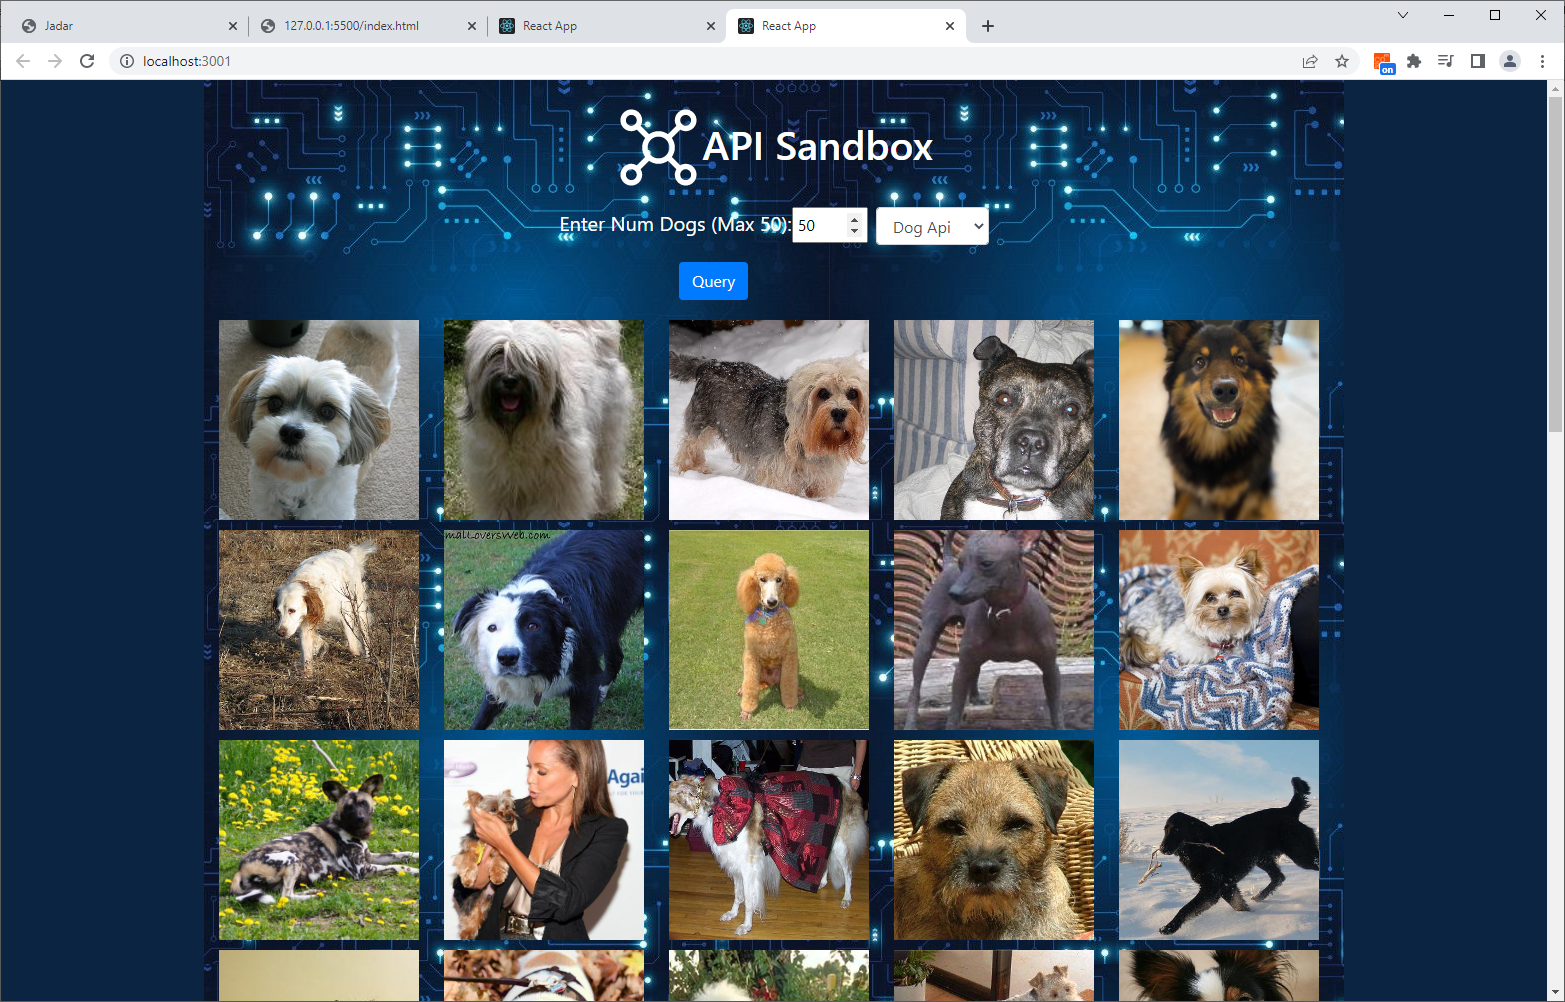 Jadar
127.0.0.1:5500/index.html
React App
React App
localhost:3001
on
API Sandbox
Enter Num Dogs (Max 50):
50
Dog Api
Query
malLoversWeb.com
Agai